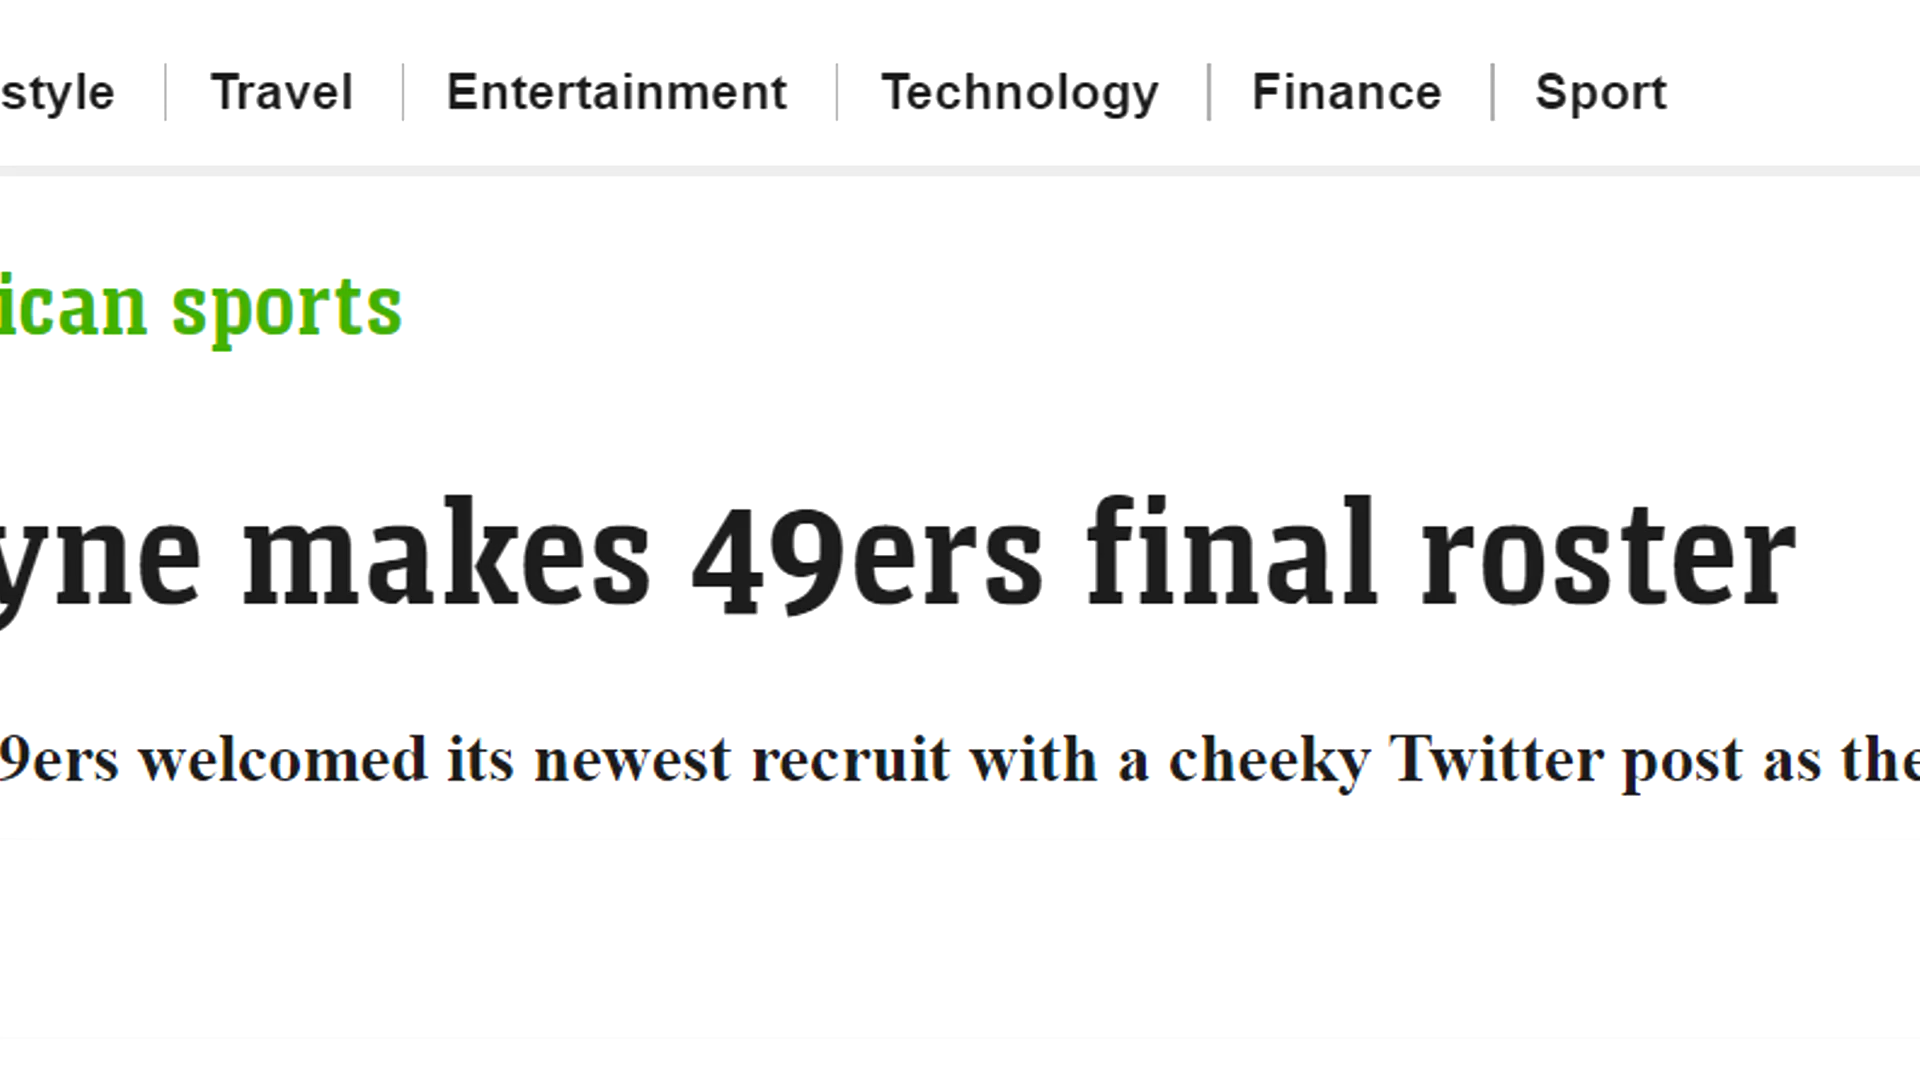 style | Travel | Entertainment | Technology | Finance | Sport
ican sports
yne makes 49ers final roster
9ers welcomed its newest recruit with a cheeky Twitter post as the